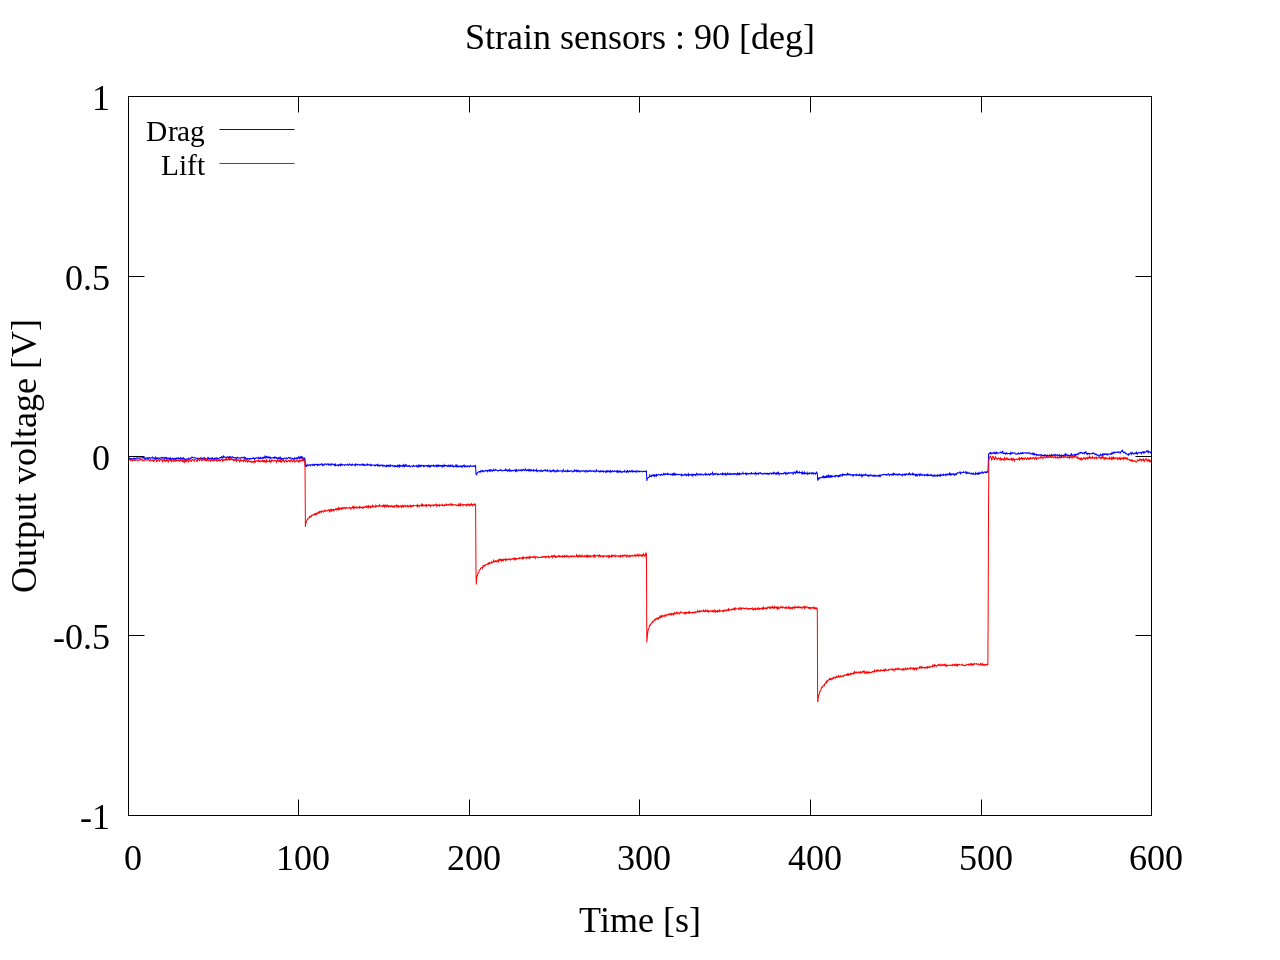 Strain sensors : 90 [deg]
Drag
Lift
1
0.5
0
-0.5
-1
Output voltage [V]
0 100 200 300 400 500 600
Time [s]